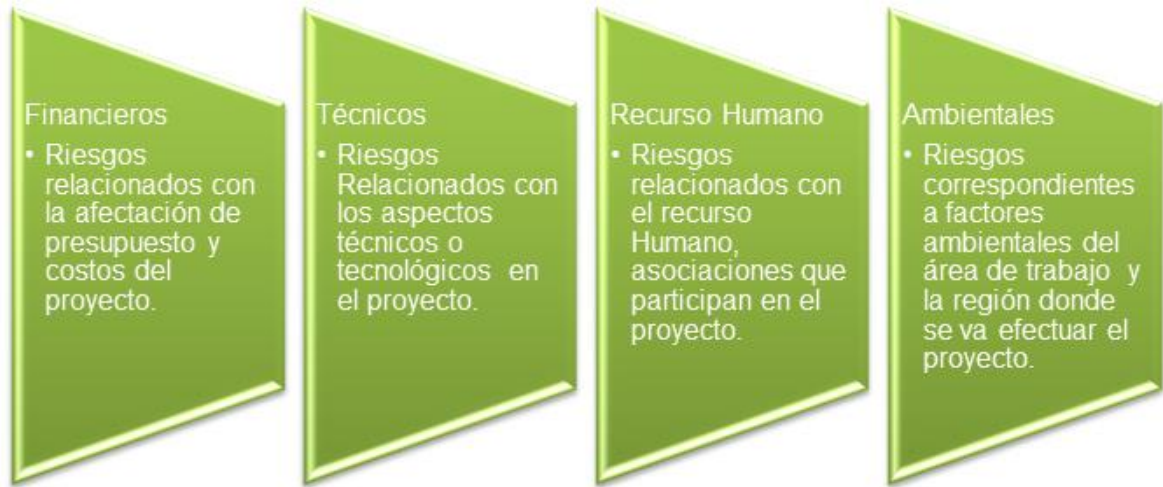 Financieros
• Riesgos
relacionados con
la afectación de
presupuesto y
costos del
proyecto.
Técnicos
• Riesgos
Relacionados con
los aspectos
técnicos o
tecnológicos en
el proyecto.
Recurso Humano
• Riesgos
relacionados con
el recurso
Humano,
asociaciones que
participan en el
proyecto.
Ambientales
• Riesgos
correspondientes
a factores
ambientales del
área de trabajo y
la región donde
se va efectuar el
proyecto.